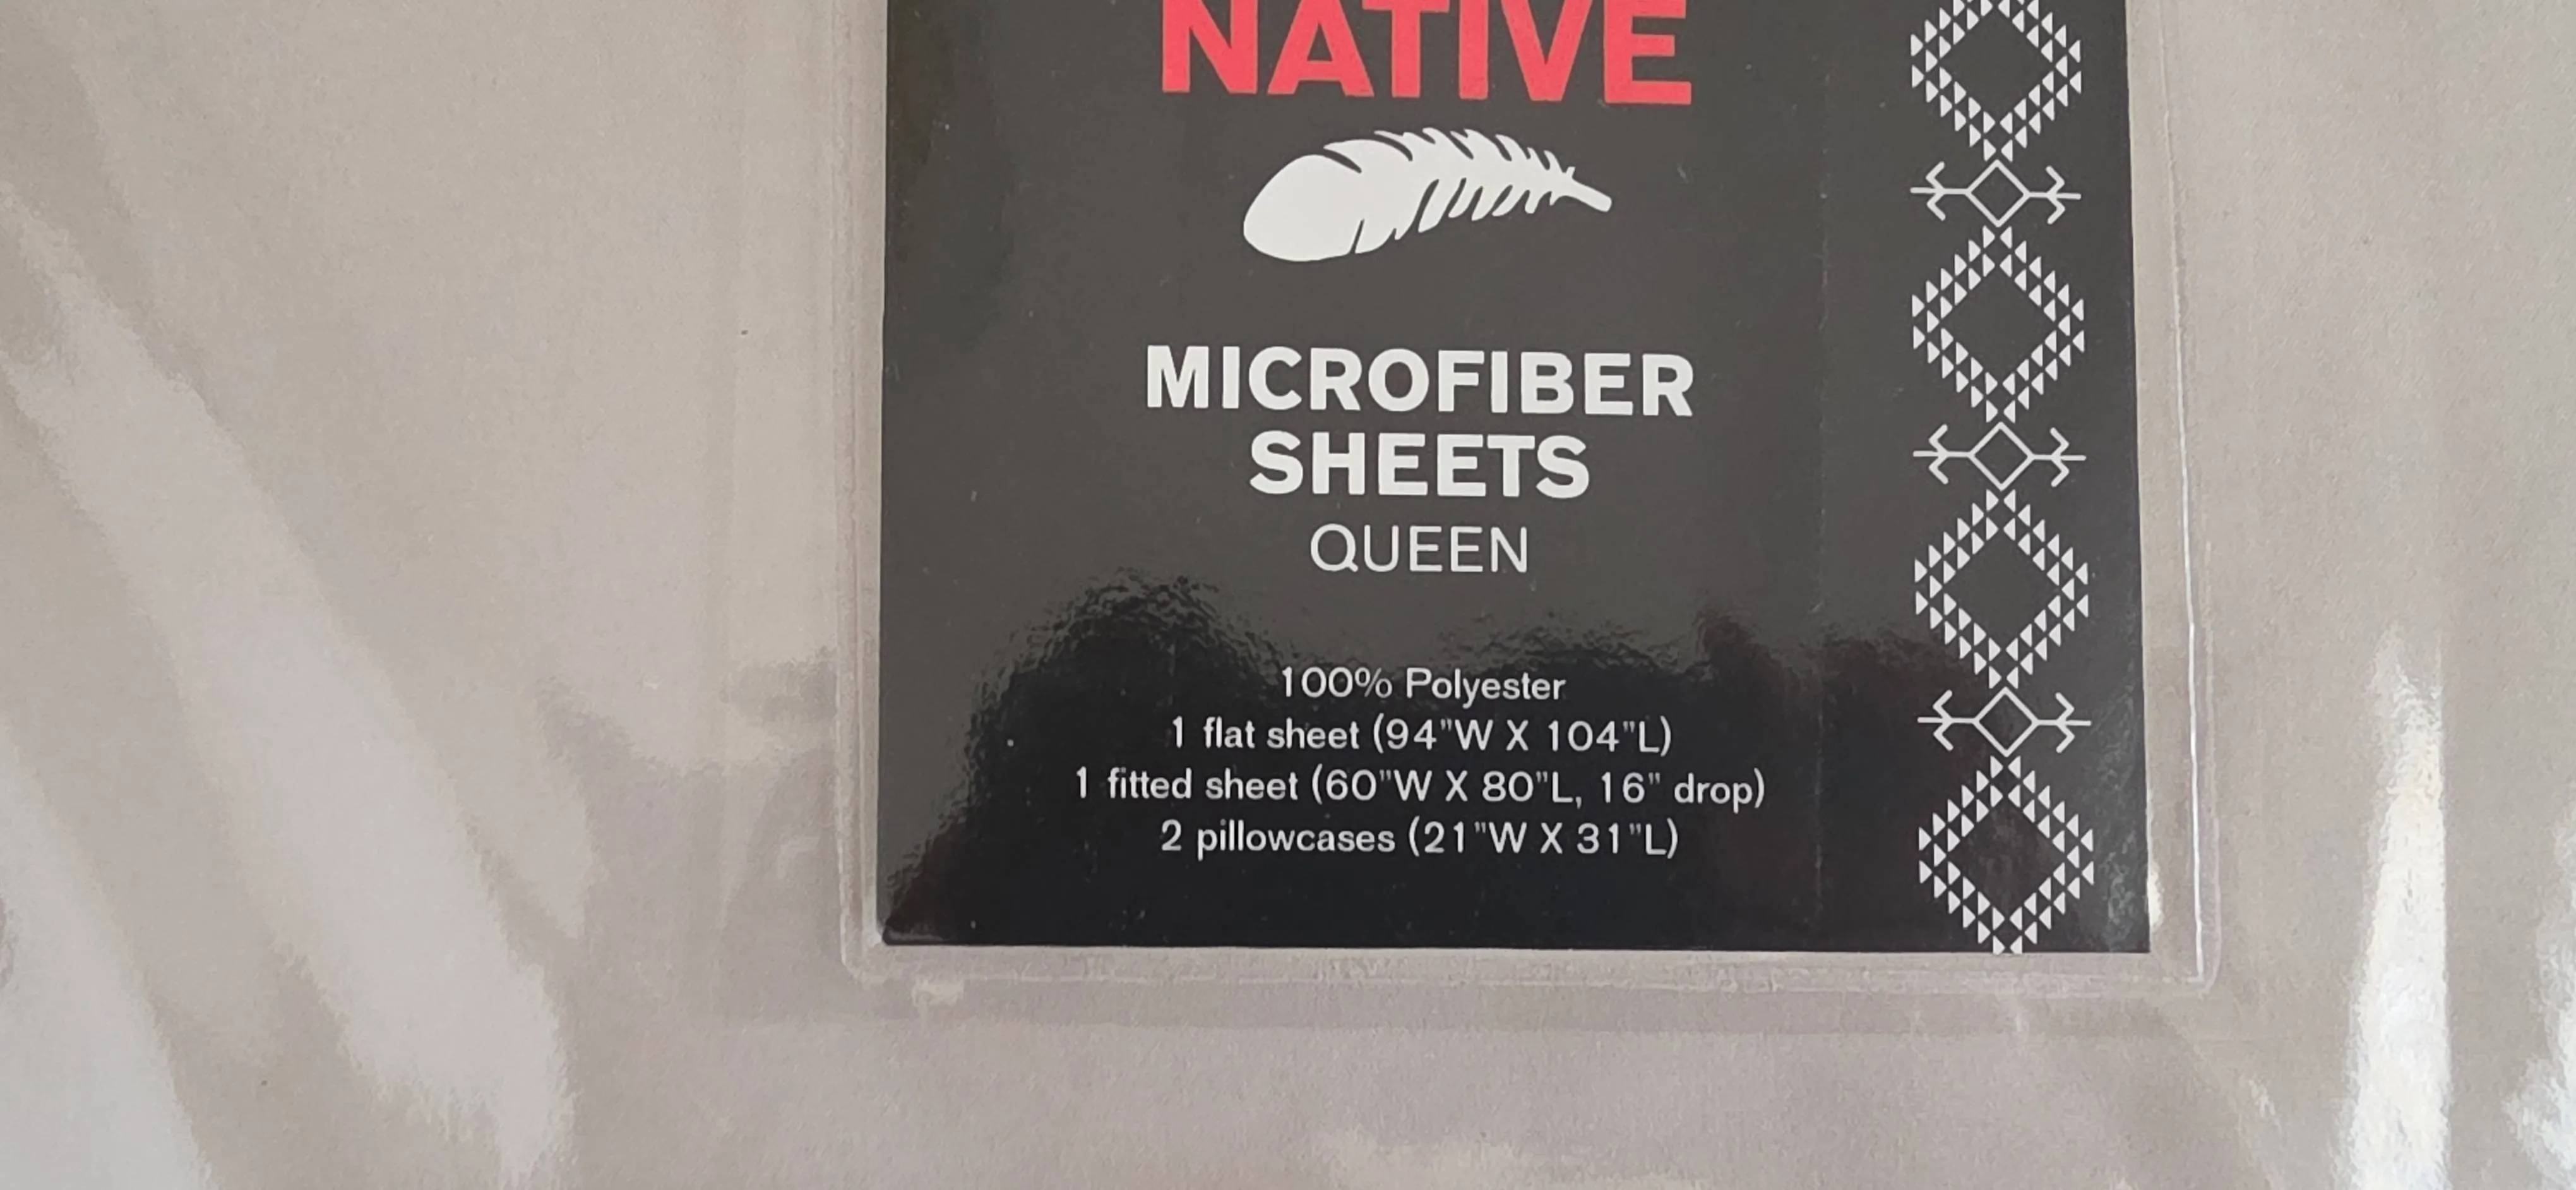 NATIVE
MICROFIBER
SHEETS
QUEEN
100% Polyester
1 flat sheet (94"W X 104"L)
1 fitted sheet (60"W X 80"L, 16" drop)
2 pillowcases (21"W X 31"L)